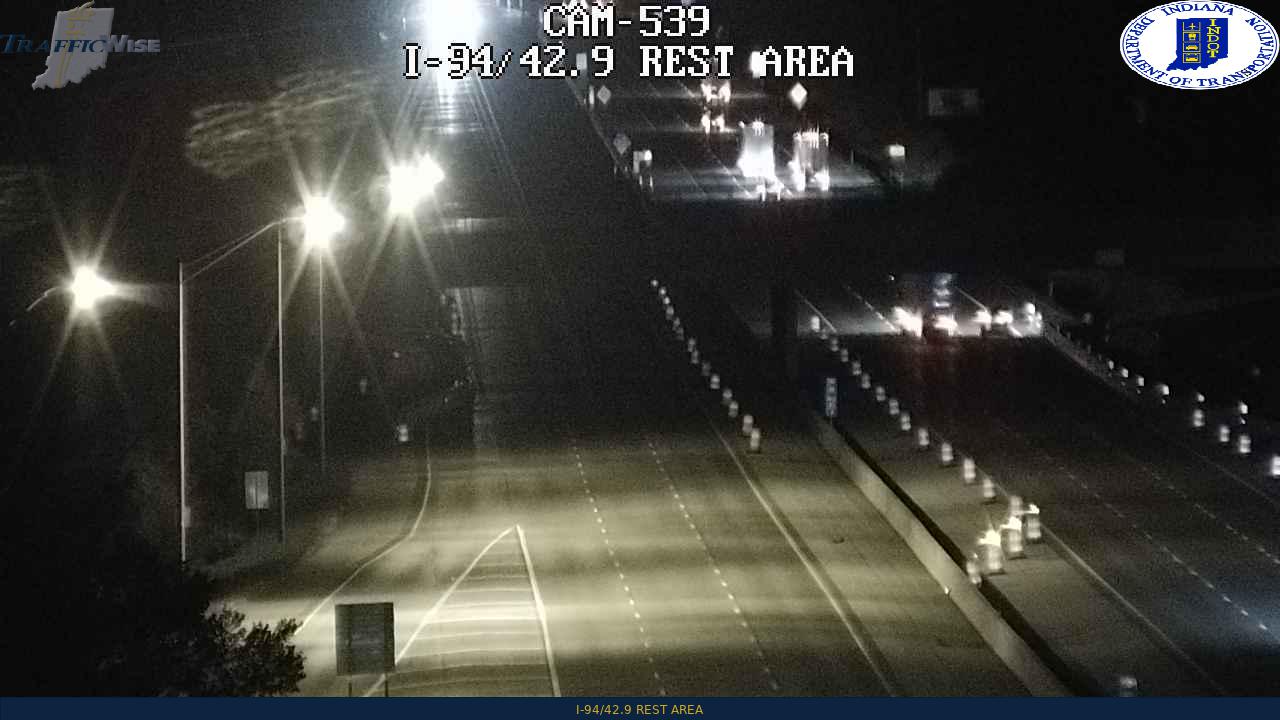 CAM-539
I-94/42.9 REST AREA
TRAFFICWISE
INDIANA
DEPARTMENT OF TRANSPORTATION
INDOT
I-94/42.9 REST AREA